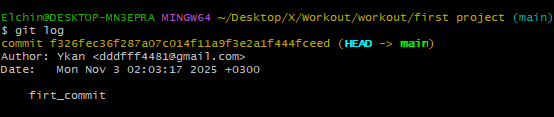 Elchin@DESKTOP-MN3EPRA MINGW64 ~/Desktop/X/Workout/workout/first project (main)
$ git log
commit f326fec36f287a07c014f11a9f3e2a1f444fceed (HEAD -> main)
Author: Ykan <dddfff4481@gmail.com>
Date:   Mon Nov 3 02:03:17 2025 +0300
    firt_commit